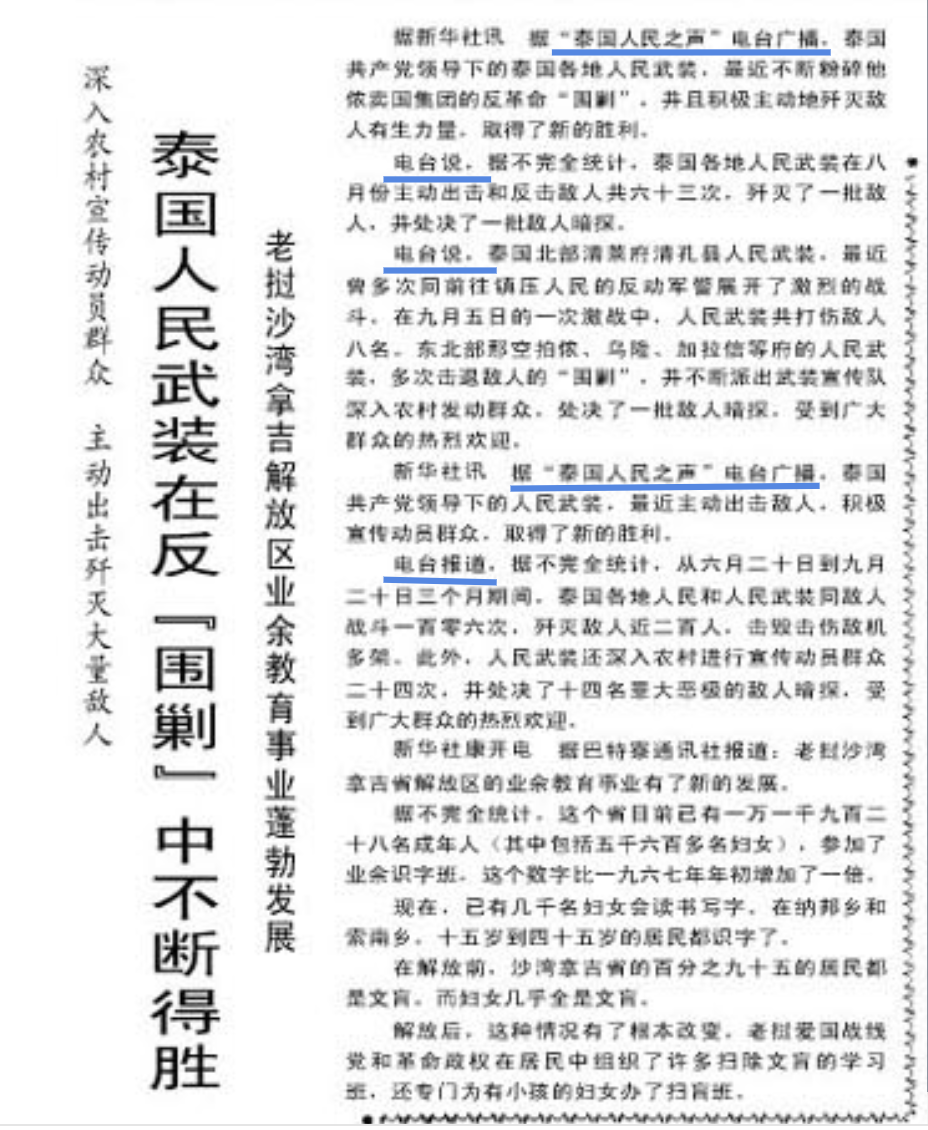 深入农村宣传动员群众 主动出击歼灭大量敌人
泰国人民武装在反『围剿』中不断得胜
老挝沙湾拿吉解放区业余教育事业蓬勃发展
据新华社讯 据“泰国人民之声”电台广播，泰国
共产党领导下的泰国各地人民武装，最近不断粉碎他
侬卖国集团的反革命“围剿”，并且积极主动地歼灭敌
人有生力量，取得了新的胜利。
电台说，据不完全统计，泰国各地人民武装在八
月份主动出击和反击敌人共六十三次，歼灭了一批敌
人，并处决了一批敌人暗探。
电台说，泰国北部清莱府清孔县人民武装，最近
曾多次同前往镇压人民的反动军警展开了激烈的战
斗，在九月五日的一次激战中，人民武装共打伤敌人
八名。东北部那空拍侬、乌隆、加拉信等府的人民武
装，多次击退敌人的“围剿”，并不断派出武装宣传队
深入农村发动群众，处决了一批敌人暗探，受到广大
群众的热烈欢迎。
新华社讯 据“泰国人民之声”电台广播，泰国
共产党领导下的人民武装，最近主动出击敌人，积极
宣传动员群众，取得了新的胜利。
电台报道，据不完全统计，从六月二十日到九月
二十日三个月期间，泰国各地人民和人民武装同敌人
战斗一百零六次，歼灭敌人近二百人，击毁击伤敌机
多架。此外，人民武装还深入农村进行宣传动员群众
二十四次，并处决了十四名罪大恶极的敌人暗探，受
到广大群众的热烈欢迎。
新华社康开电 据巴特寮通讯社报道：老挝沙湾
拿吉省解放区的业余教育事业有了新的发展。
据不完全统计，这个省目前已有一万一千九百二
十八名成年人（其中包括五千六百多名妇女），参加了
业余识字班，这个数字比一九六七年年初增加了一倍。
现在，已有几千名妇女会读书写字。在纳邦乡和
索南乡，十五岁到四十五岁的居民都识字了。
在解放前，沙湾拿吉省的百分之九十五的居民都
是文盲，而妇女几乎全是文盲。
解放后，这种情况有了根本改变。老挝爱国战线
党和革命政权在居民中组织了许多扫除文盲的学习
班，还专门为有小孩的妇女办了扫盲班。